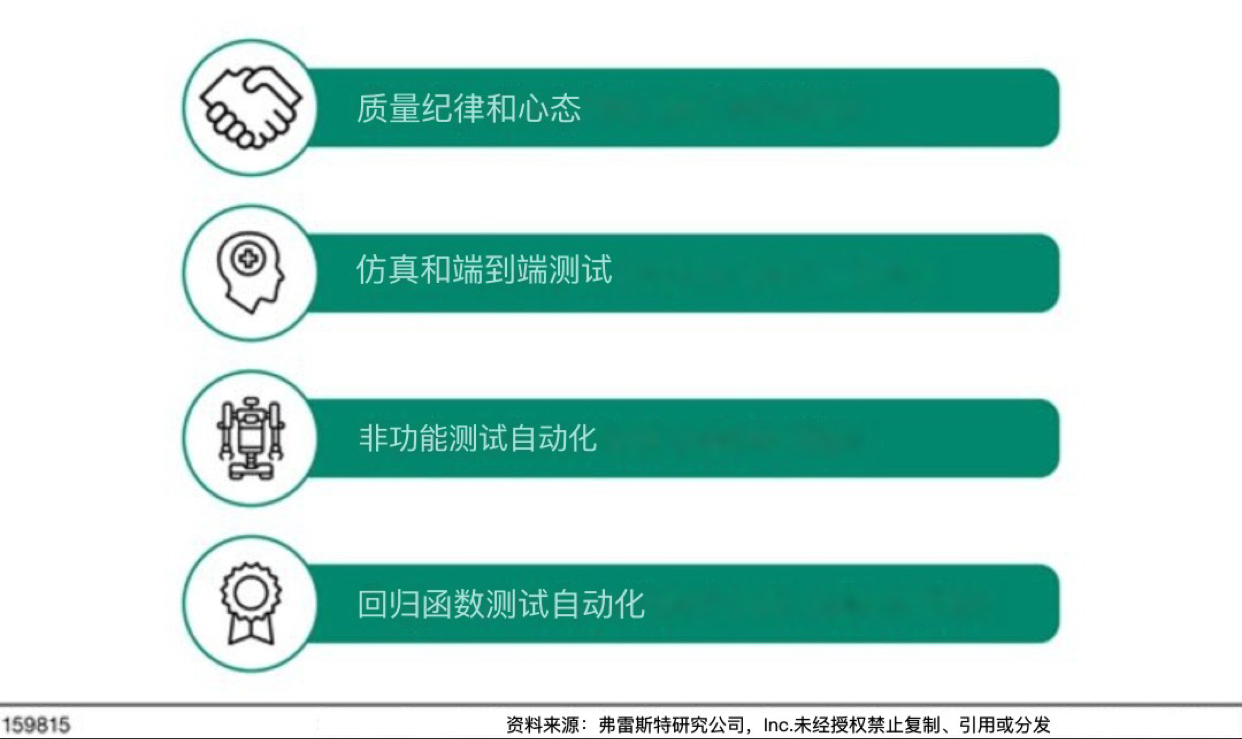 质量纪律和心态
仿真和端到端测试
非功能测试自动化
回归函数测试自动化
159815
资料来源：弗雷斯特研究公司，Inc.未经授权禁止复制、引用或分发